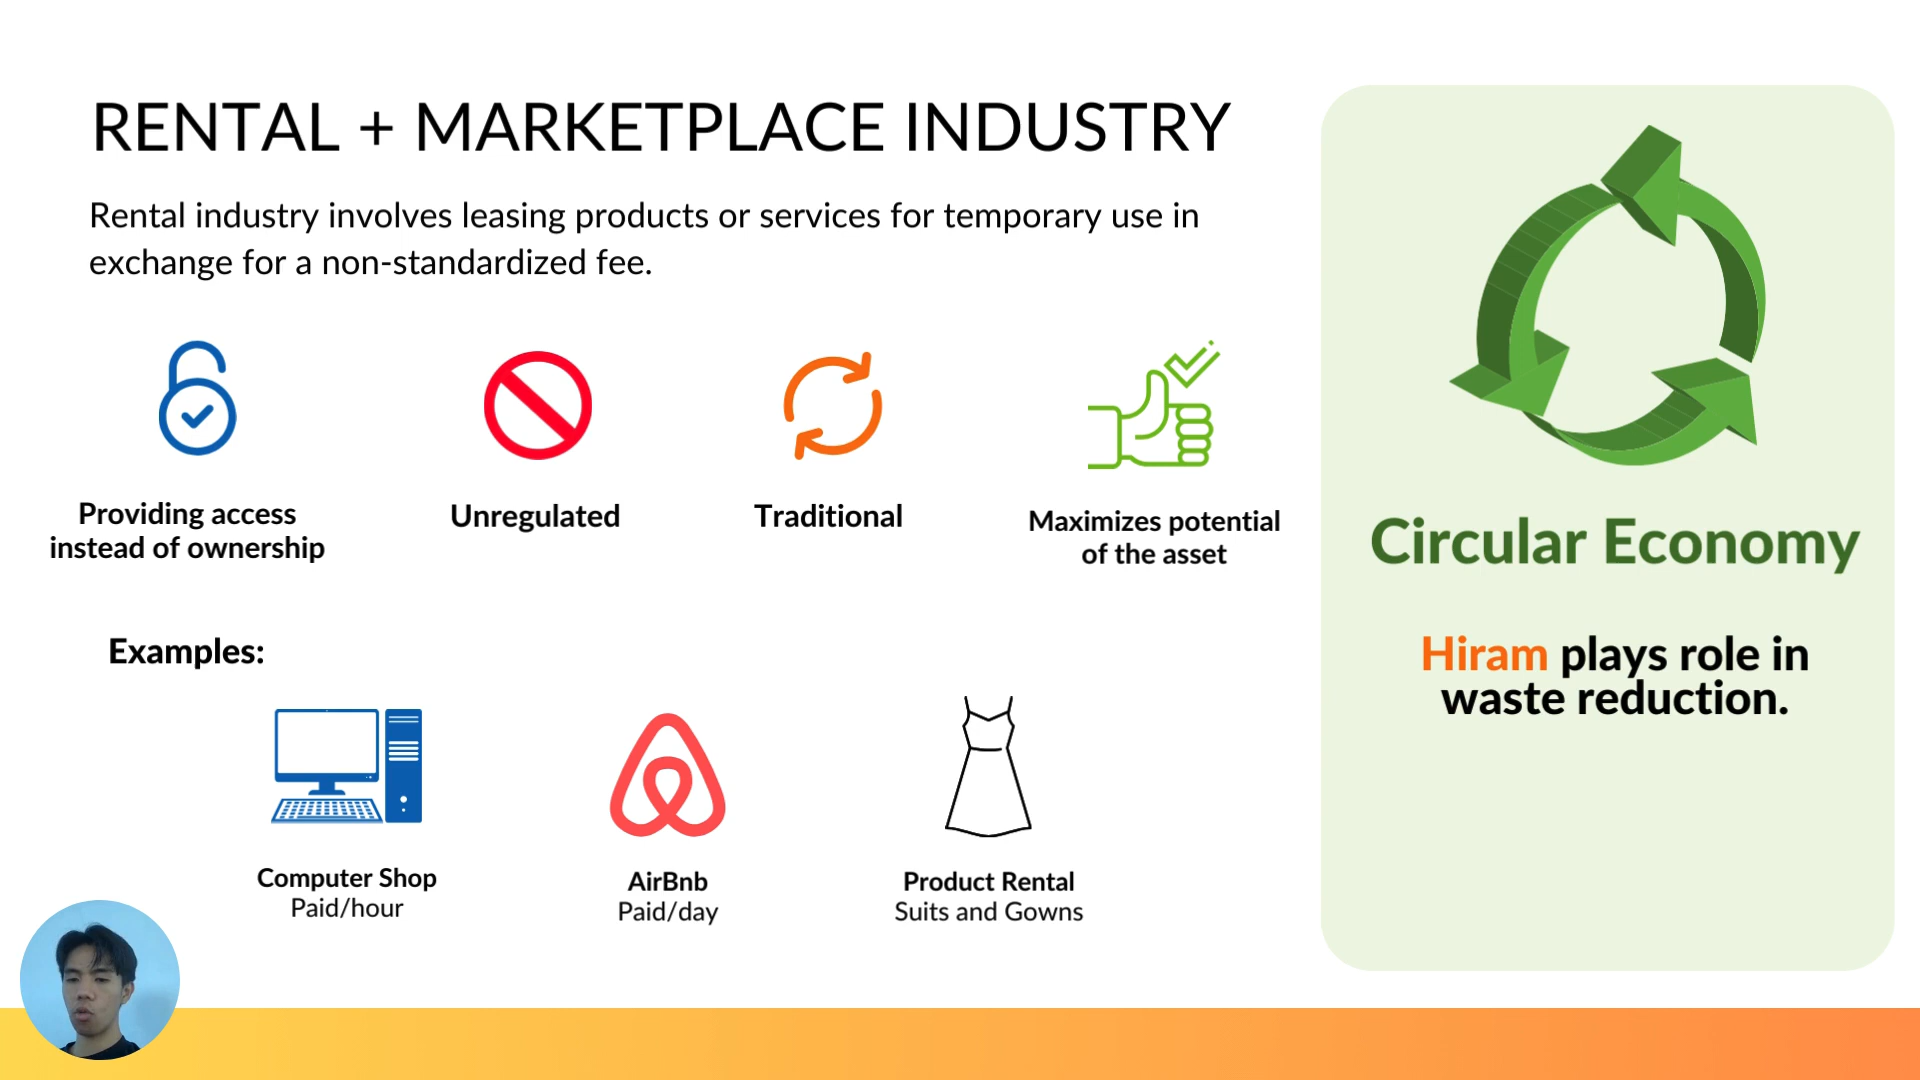 RENTAL + MARKETPLACE INDUSTRY
Rental industry involves leasing products or services for temporary use in
exchange for a non-standardized fee.
Providing access
instead of ownership
Unregulated
Traditional
Maximizes potential
of the asset
Examples:
Computer Shop
Paid/hour
AirBnb
Paid/day
Product Rental
Suits and Gowns
Circular Economy
Hiram plays role in
waste reduction.